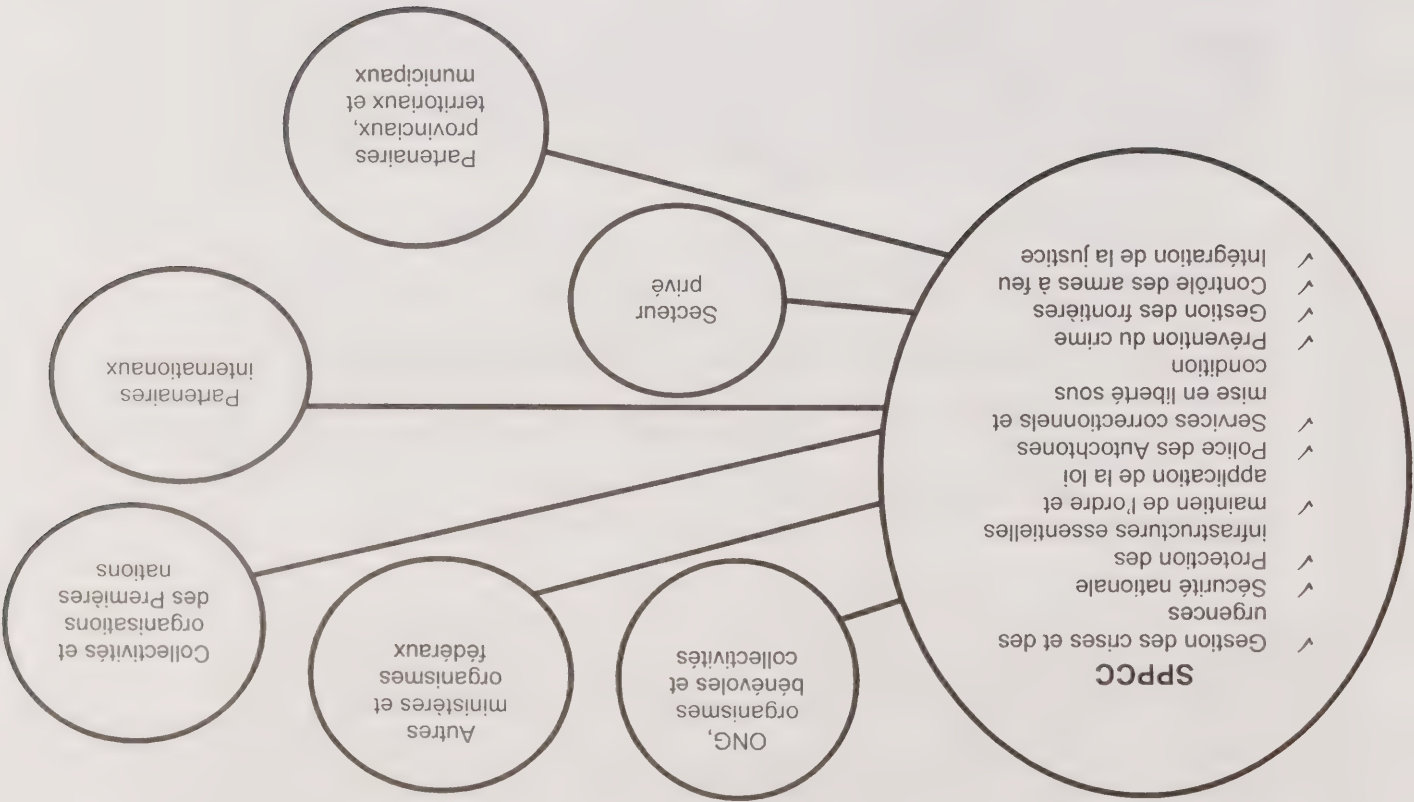 SPPCC
✓ Gestion des crises et des
urgences
✓ Sécurité nationale
✓ Protection des
infrastructures essentielles
✓ maintien de l'ordre et
application de la loi
✓ Police des Autochtones
✓ Services correctionnels et
mise en liberté sous
condition
✓ Prévention du crime
✓ Gestion des frontières
✓ Contrôle des armes à feu
✓ Intégration de la justice
ONG,
organismes
bénévoles et
collectivités
Autres
ministères et
organismes
fédéraux
Collectivités et
organisations
des Premières
nations
Partenaires
internationaux
Secteur
privé
Partenaires
provinciaux,
territoriaux et
municipaux